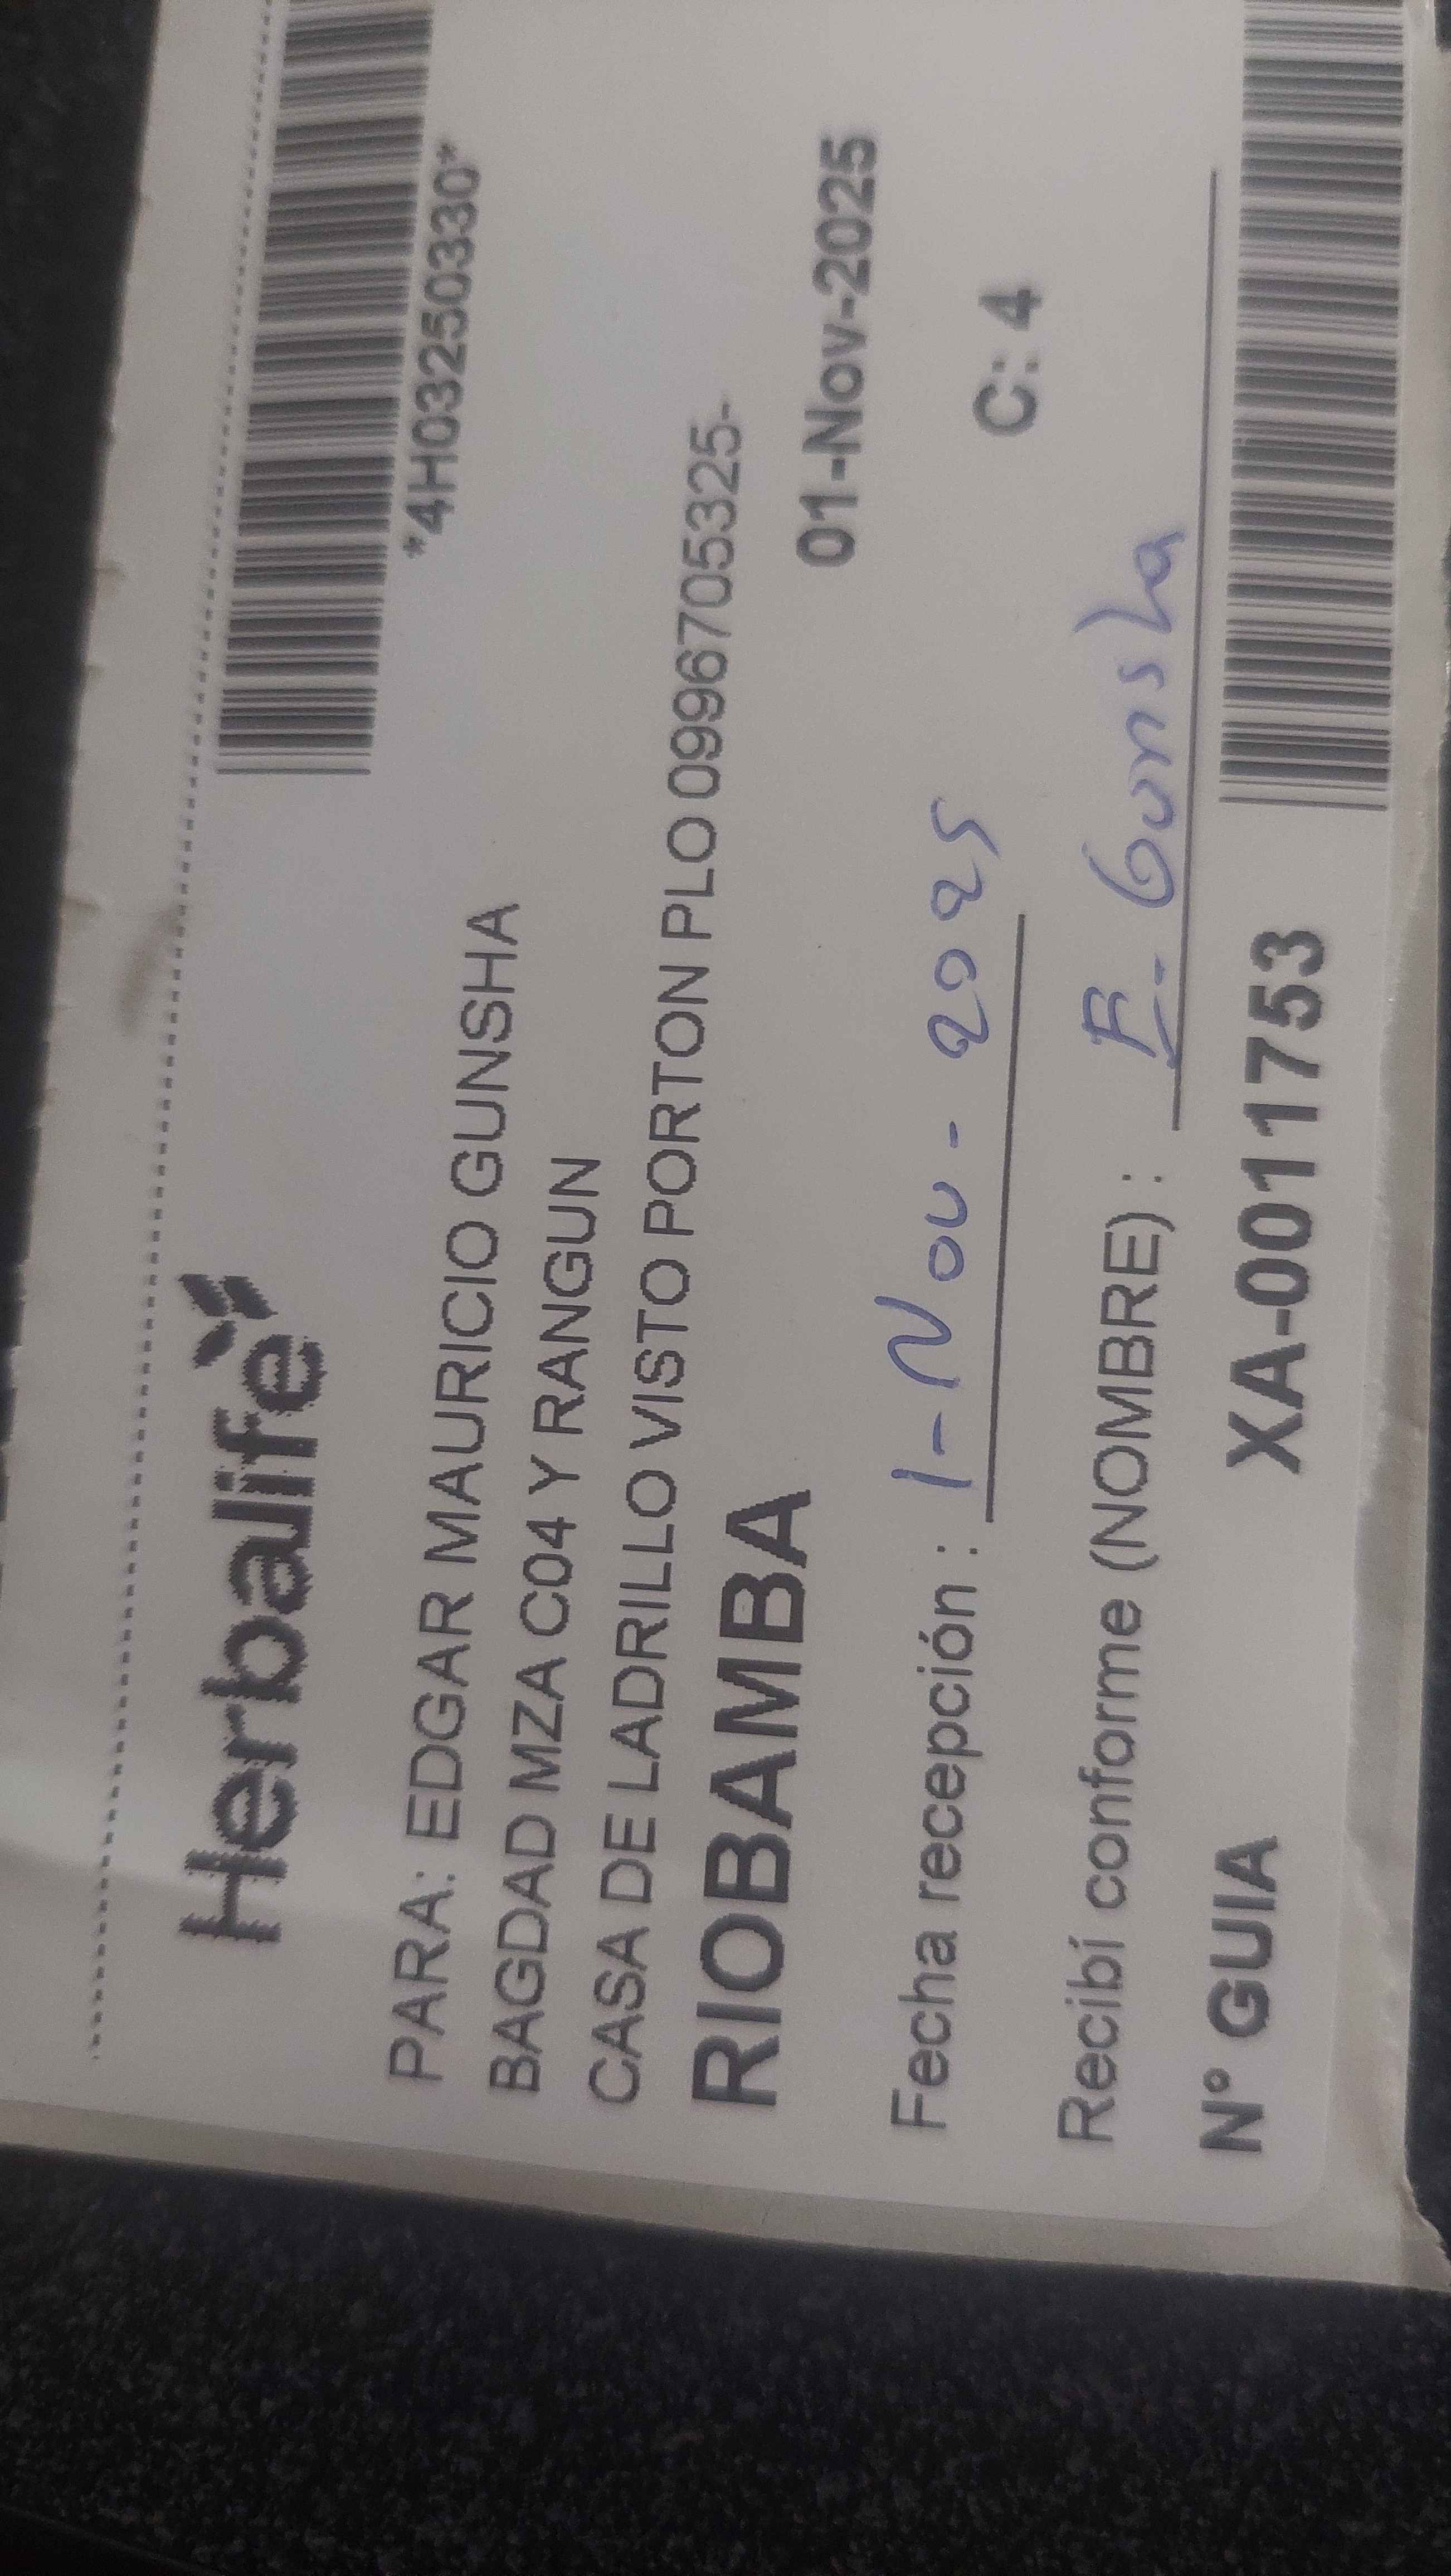 Herbalife
*4H03250330*
PARA: EDGAR MAURICIO GUNSHA
BAGDAD MZA C04 Y RANGUN
CASA DE LADRILLO VISTO PORTON PLO 0996705325-
RIOBAMBA 01-Nov-2025
Fecha recepción : 1-Nov- 2025 C: 4
Recibí conforme (NOMBRE) : E. Gunsha
N° GUIA XA-0011753